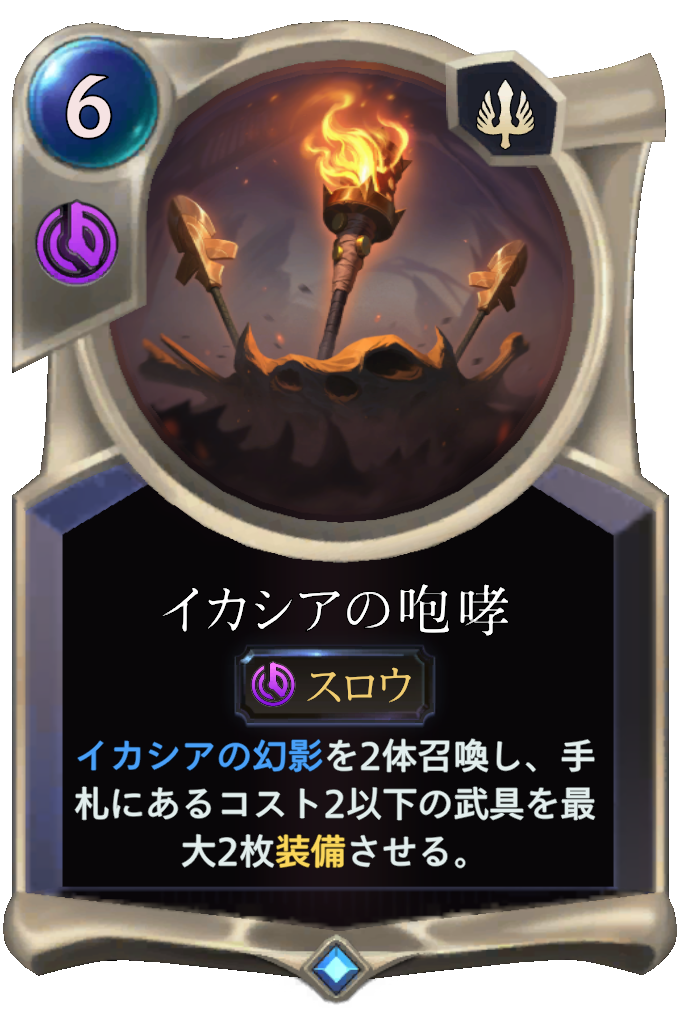 6
イカシアの咆哮
スロウ
イカシアの幻影を2体召喚し、手
札にあるコスト2以下の武具を最
大2枚装備させる。